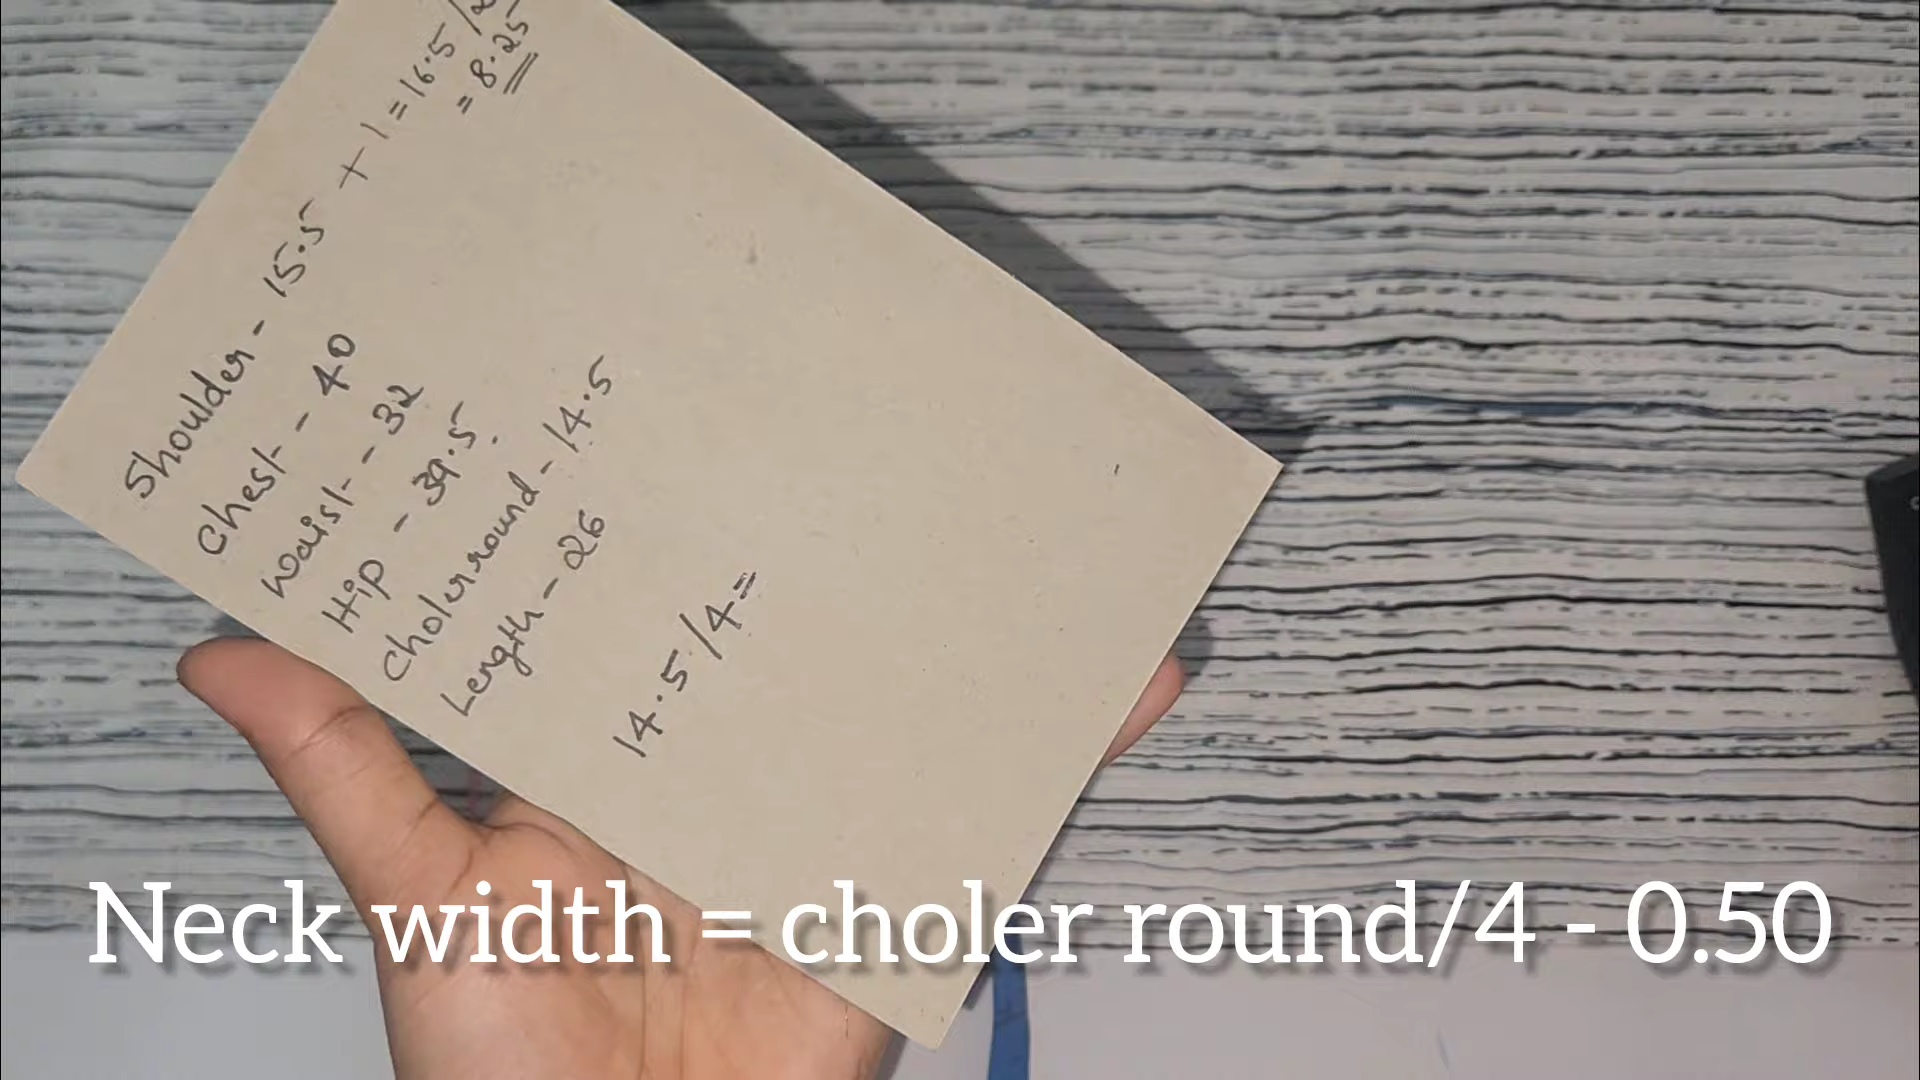 Shoulder - 15.5 + 1 = 16.5/2
= 8.25
Chest - 40
Waist - 32
Hip - 39.5.
Cholerround - 14.5
Length - 26
14.5/4 =
Neck width = choler round/4 - 0.50